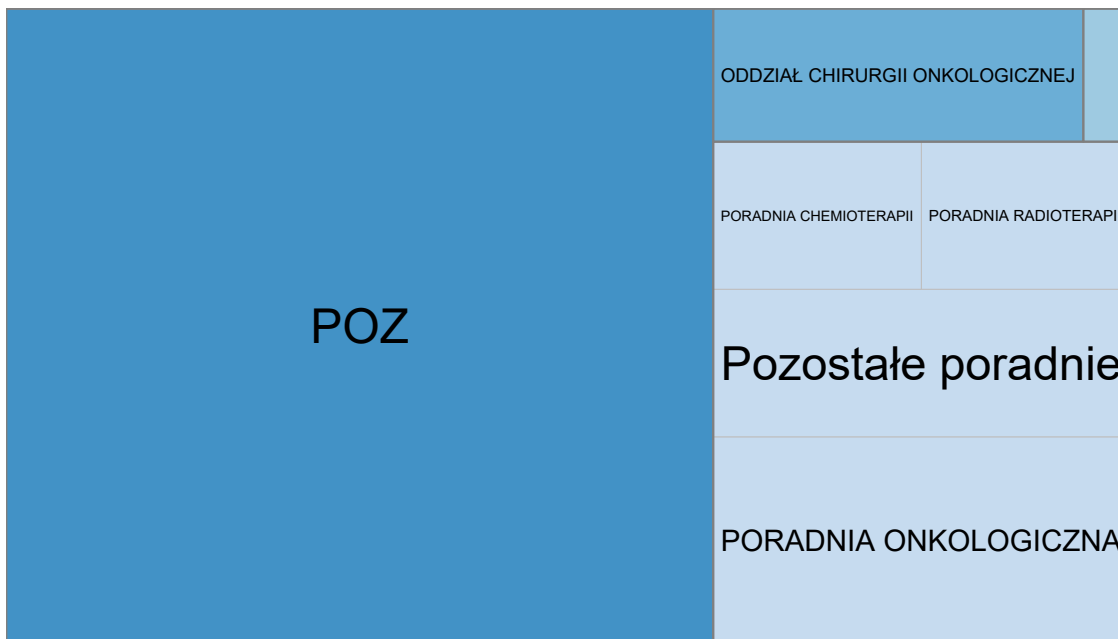 POZ
ODDZIAŁ CHIRURGII ONKOLOGICZNEJ
PORADNIA CHEMIOTERAPII
PORADNIA RADIOTERAPI
Pozostałe poradnie
PORADNIA ONKOLOGICZNA